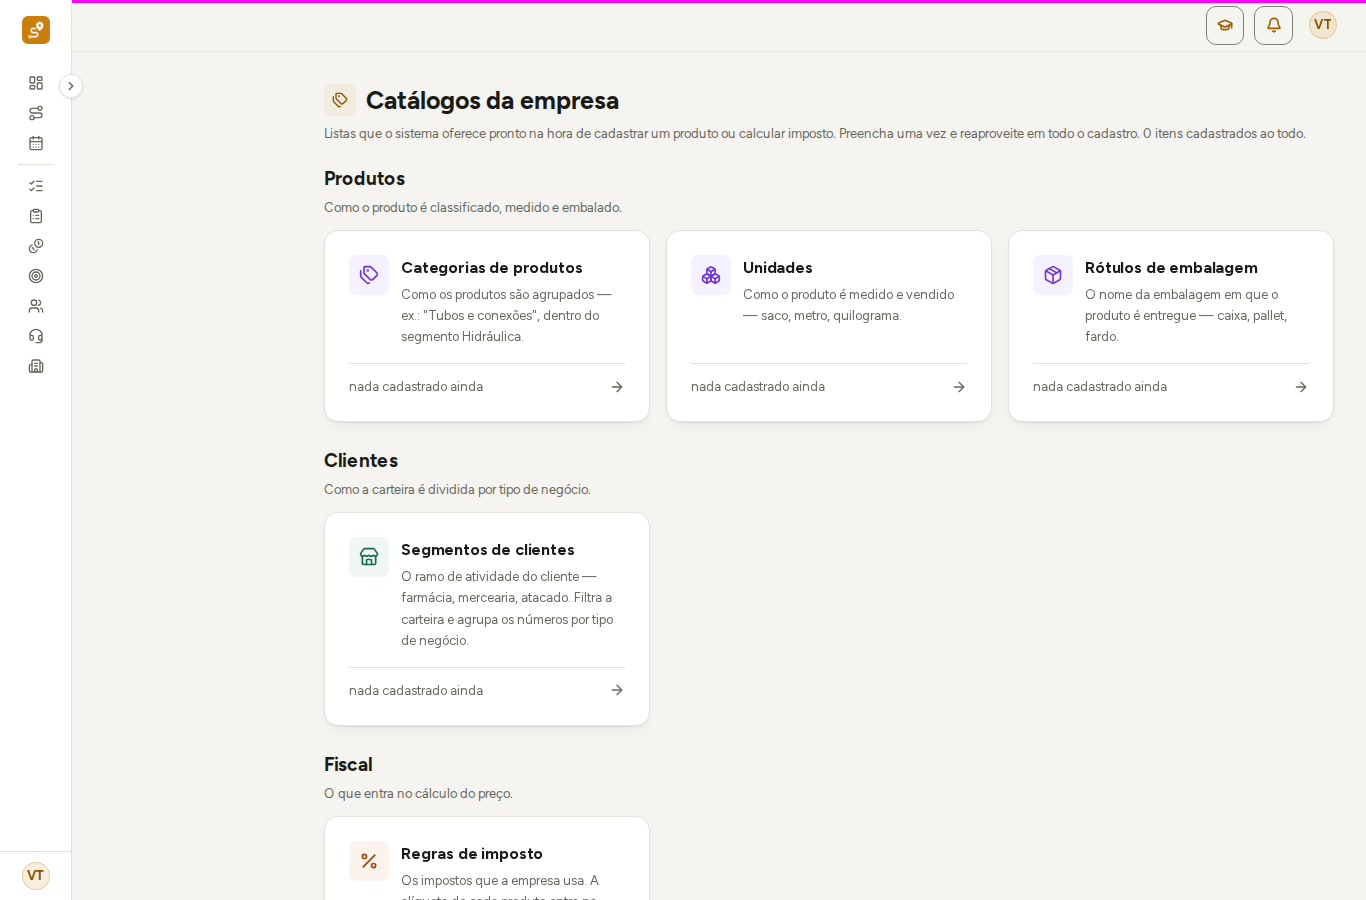 VT
Catálogos da empresa
Listas que o sistema oferece pronto na hora de cadastrar um produto ou calcular imposto. Preencha uma vez e reaproveite em todo o cadastro. 0 itens cadastrados ao todo.
Produtos
Como o produto é classificado, medido e embalado.
Categorias de produtos
Como os produtos são agrupados —
ex.: "Tubos e conexões", dentro do
segmento Hidráulica.
nada cadastrado ainda
Unidades
Como o produto é medido e vendido
— saco, metro, quilograma.
nada cadastrado ainda
Rótulos de embalagem
O nome da embalagem em que o
produto é entregue — caixa, pallet,
fardo.
nada cadastrado ainda
Clientes
Como a carteira é dividida por tipo de negócio.
Segmentos de clientes
O ramo de atividade do cliente —
farmácia, mercearia, atacado. Filtra a
carteira e agrupa os números por tipo
de negócio.
nada cadastrado ainda
Fiscal
O que entra no cálculo do preço.
Regras de imposto
Os impostos que a empresa usa. A
VT